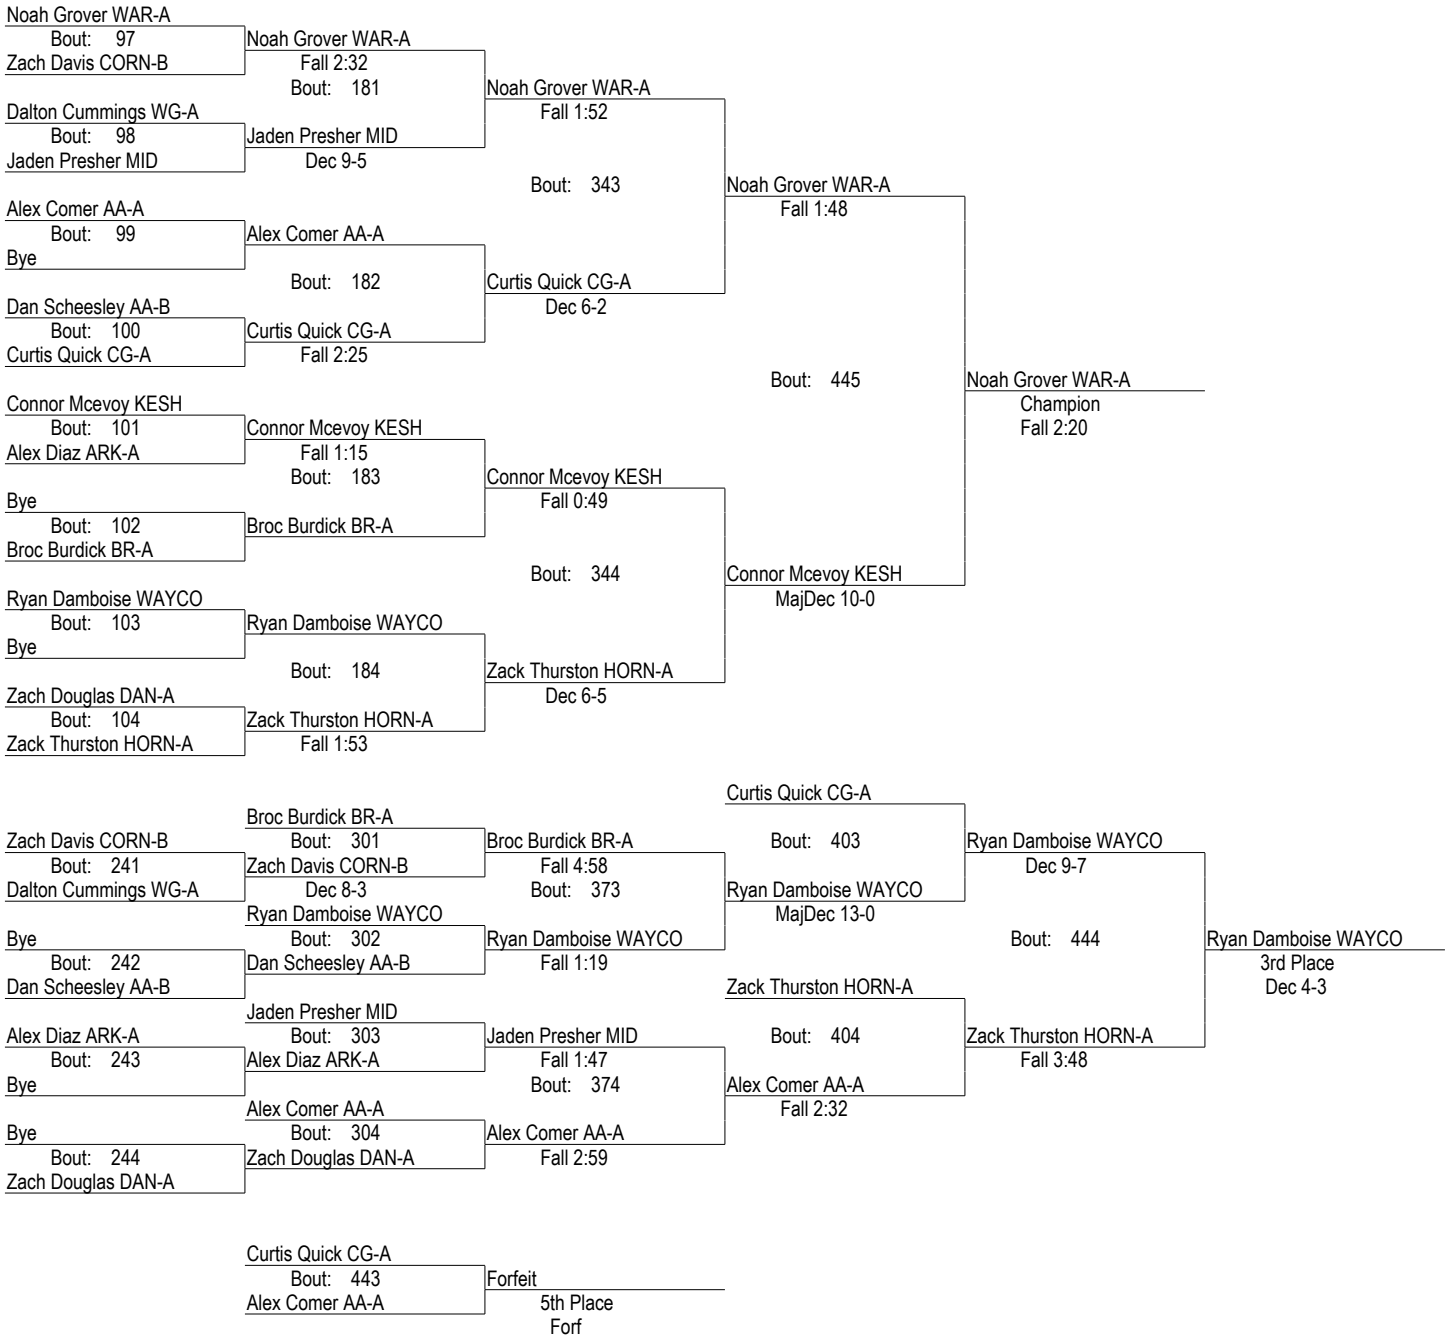 Noah Grover WAR-A
Bout: 97
Noah Grover WAR-A
Zach Davis CORN-B
Fall 2:32
Bout: 181
Noah Grover WAR-A
Dalton Cummings WG-A
Fall 1:52
Bout: 98
Jaden Presher MID
Jaden Presher MID
Dec 9-5
Bout: 343
Noah Grover WAR-A
Alex Comer AA-A
Fall 1:48
Bout: 99
Alex Comer AA-A
Bye
Bout: 182
Curtis Quick CG-A
Dan Scheesley AA-B
Dec 6-2
Bout: 100
Curtis Quick CG-A
Curtis Quick CG-A
Fall 2:25
Bout: 445
Noah Grover WAR-A
Connor Mcevoy KESH
Champion
Bout: 101
Connor Mcevoy KESH
Fall 2:20
Alex Diaz ARK-A
Fall 1:15
Bout: 183
Connor Mcevoy KESH
Bye
Fall 0:49
Bout: 102
Broc Burdick BR-A
Broc Burdick BR-A
Bout: 344
Connor Mcevoy KESH
Ryan Damboise WAYCO
MajDec 10-0
Bout: 103
Ryan Damboise WAYCO
Bye
Bout: 184
Zack Thurston HORN-A
Zach Douglas DAN-A
Dec 6-5
Bout: 104
Zack Thurston HORN-A
Zack Thurston HORN-A
Fall 1:53
Curtis Quick CG-A
Broc Burdick BR-A
Zach Davis CORN-B
Bout: 301
Broc Burdick BR-A
Bout: 403
Ryan Damboise WAYCO
Bout: 241
Zach Davis CORN-B
Fall 4:58
Dec 9-7
Dalton Cummings WG-A
Dec 8-3
Bout: 373
Ryan Damboise WAYCO
Ryan Damboise WAYCO
MajDec 13-0
Bye
Bout: 302
Ryan Damboise WAYCO
Bout: 444
Ryan Damboise WAYCO
Bout: 242
Dan Scheesley AA-B
Fall 1:19
3rd Place
Dan Scheesley AA-B
Zack Thurston HORN-A
Dec 4-3
Jaden Presher MID
Alex Diaz ARK-A
Bout: 303
Jaden Presher MID
Bout: 404
Zack Thurston HORN-A
Bout: 243
Alex Diaz ARK-A
Fall 1:47
Fall 3:48
Bye
Bout: 374
Alex Comer AA-A
Alex Comer AA-A
Fall 2:32
Bye
Bout: 304
Alex Comer AA-A
Bout: 244
Zach Douglas DAN-A
Fall 2:59
Zach Douglas DAN-A
Curtis Quick CG-A
Bout: 443
Forfeit
Alex Comer AA-A
5th Place
Forf